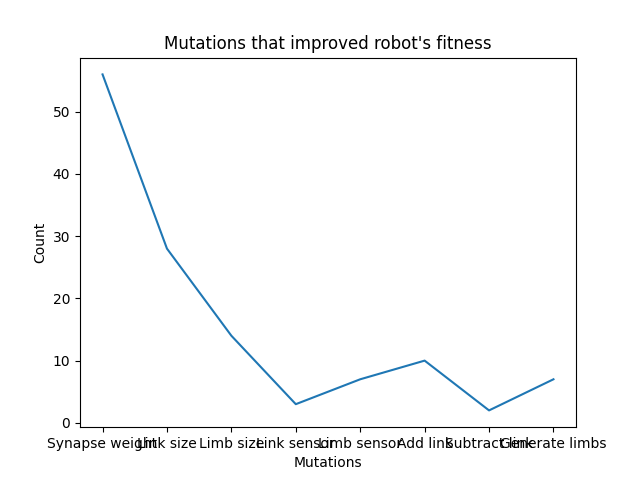 Mutations that improved robot's fitness
Count
50
40
30
20
10
0
Synapse weight Link size Limb size Link sensor Limb sensor Add link Subtract link Generate limbs
Mutations